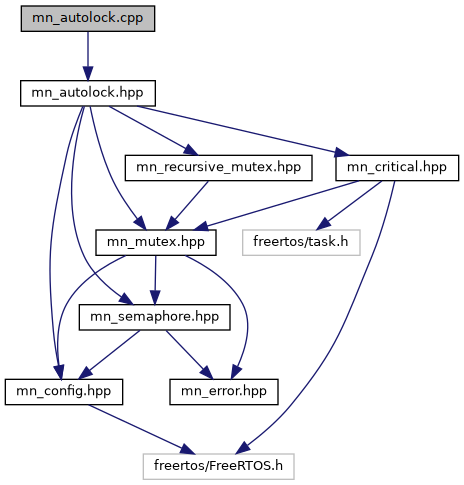 mn_autolock.cpp
mn_autolock.hpp
mn_recursive_mutex.hpp
mn_critical.hpp
mn_mutex.hpp
freertos/task.h
mn_semaphore.hpp
mn_config.hpp
mn_error.hpp
freertos/FreeRTOS.h